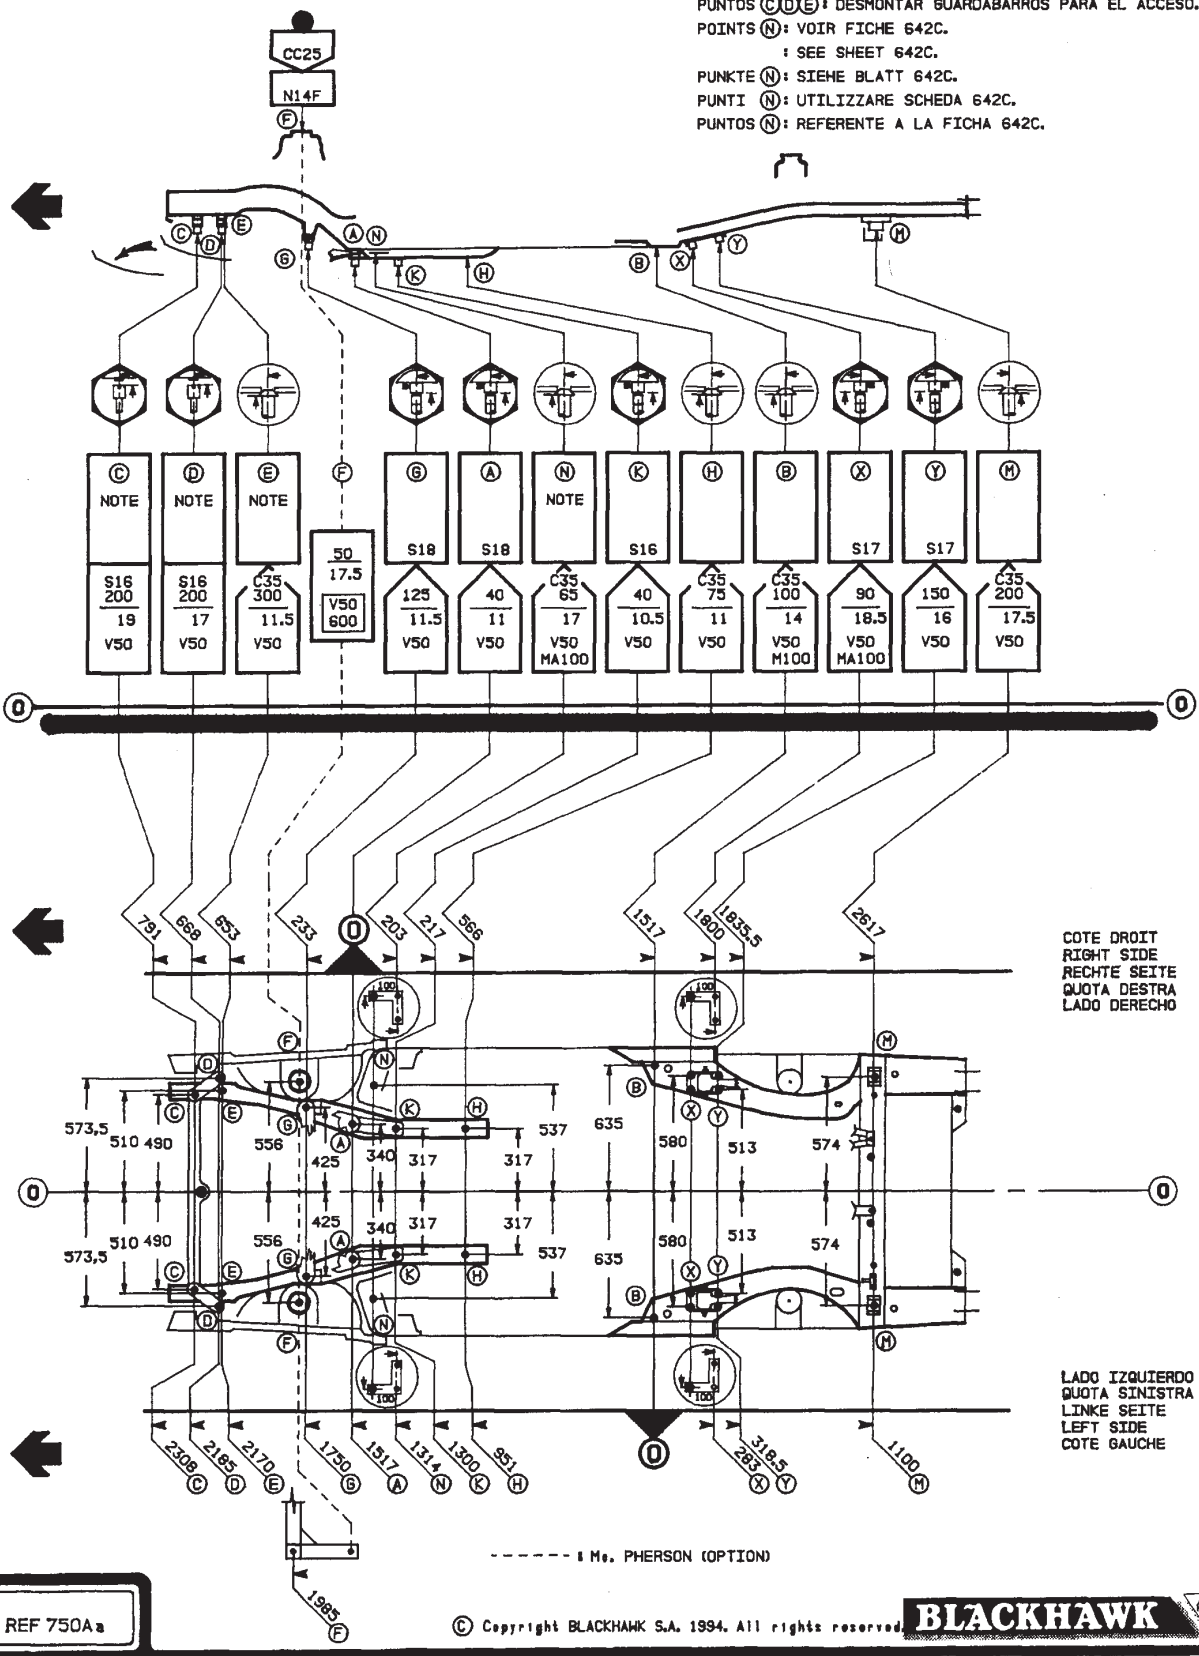 PUNTOS ⒸⒹⒺ: DESMONTAR GUARDABARROS PARA EL ACCESO.
POINTS Ⓝ: VOIR FICHE 642C.
: SEE SHEET 642C.
PUNKTE Ⓝ: SIEHE BLATT 642C.
PUNTI Ⓝ: UTILIZZARE SCHEDA 642C.
PUNTOS Ⓝ: REFERENTE A LA FICHA 642C.
CC25
N14F
Ⓕ
Ⓒ Ⓓ Ⓔ Ⓖ Ⓐ Ⓝ Ⓚ Ⓗ Ⓑ Ⓧ Ⓨ Ⓜ
Ⓒ Ⓓ Ⓔ Ⓕ Ⓖ Ⓐ Ⓝ Ⓚ Ⓗ Ⓑ Ⓧ Ⓨ Ⓜ
NOTE NOTE NOTE NOTE
S18 S18 S16 S17 S17
50
17.5
V50
600
S16 S16 C35 C35 C35 C35 C35
200 200 300 125 40 65 40 75 100 90 150 200
19 17 11.5 11.5 11 17 10.5 11 14 18.5 16 17.5
V50 V50 V50 V50 V50 V50 V50 V50 V50 V50 V50 V50
MA100 M100 MA100
0 0
791 668 653 233 203 217 566 1517 1800 1835.5 2617
0
COTE DROIT
RIGHT SIDE
RECHTE SEITE
QUOTA DESTRA
LADO DERECHO
100 100
Ⓕ Ⓜ
Ⓓ Ⓝ
Ⓒ Ⓔ Ⓖ Ⓐ Ⓚ Ⓗ Ⓑ Ⓧ Ⓨ
573,5 510 490 556 425 340 317 317 537 635 580 513 574
0 0
573,5 510 490 556 425 340 317 317 537 635 580 513 574
Ⓒ Ⓔ Ⓖ Ⓐ Ⓚ Ⓗ Ⓑ Ⓧ Ⓨ
Ⓓ Ⓝ
Ⓕ Ⓜ
100 100
LADO IZQUIERDO
QUOTA SINISTRA
LINKE SEITE
LEFT SIDE
COTE GAUCHE
0
2308 Ⓒ 2185 Ⓓ 2170 Ⓔ 1750 Ⓖ 1517 Ⓐ 1314 Ⓝ 1300 Ⓚ 951 Ⓗ 283 Ⓧ 318.5 Ⓨ 1100 Ⓜ
------- : Mc. PHERSON (OPTION)
1985 Ⓕ
REF 750Aa
© Copyright BLACKHAWK S.A. 1994. All rights reserved.
BLACKHAWK